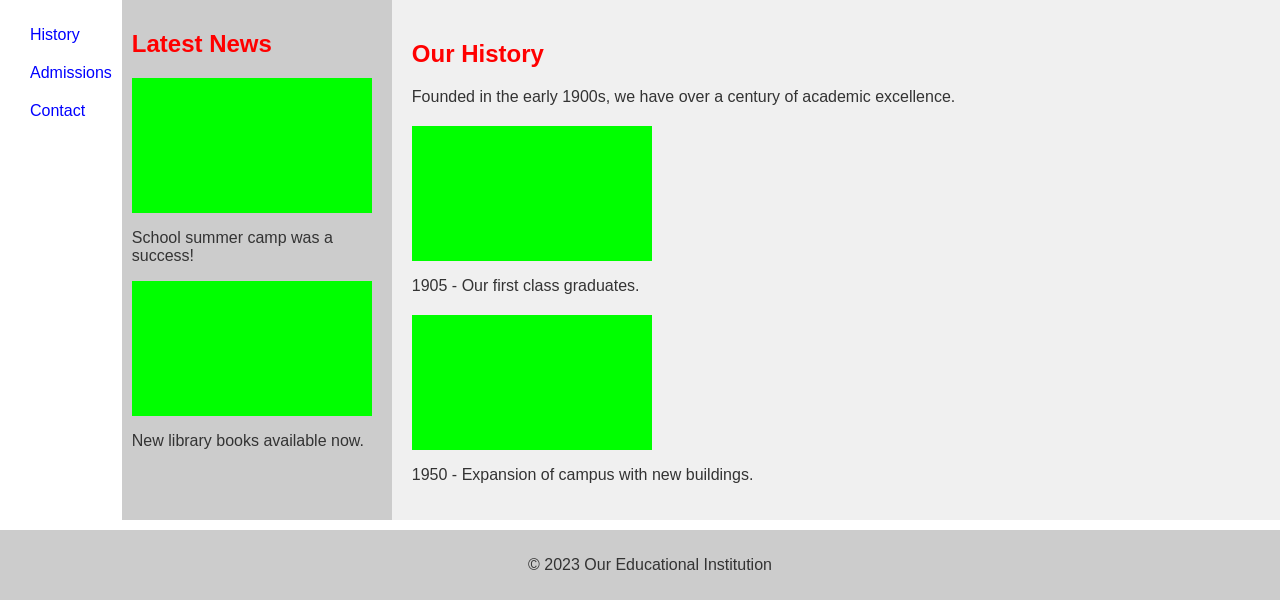 History
Admissions
Contact
Latest News
School summer camp was a
success!
New library books available now.
Our History
Founded in the early 1900s, we have over a century of academic excellence.
1905 - Our first class graduates.
1950 - Expansion of campus with new buildings.
© 2023 Our Educational Institution